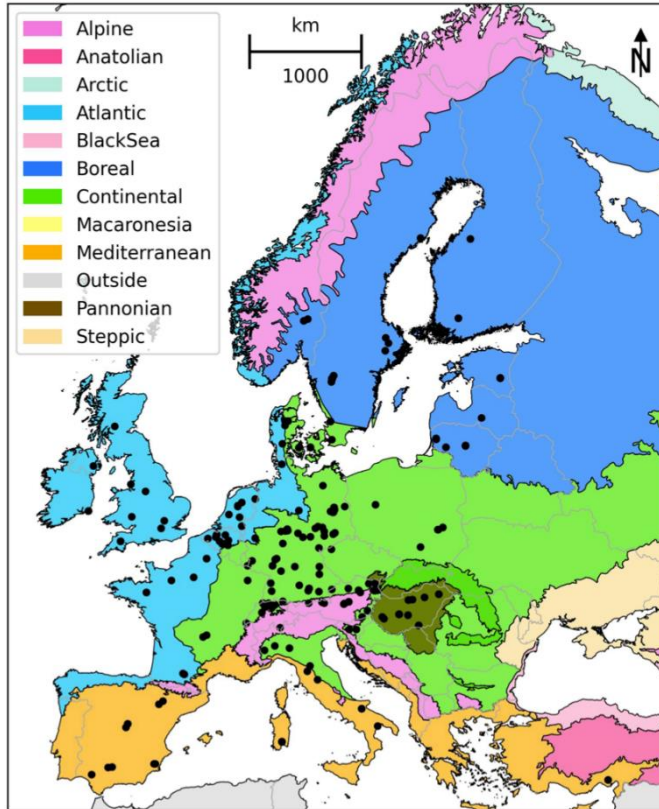 Alpine
Anatolian
Arctic
Atlantic
BlackSea
Boreal
Continental
Macaronesia
Mediterranean
Outside
Pannonian
Steppic
km
1000
N